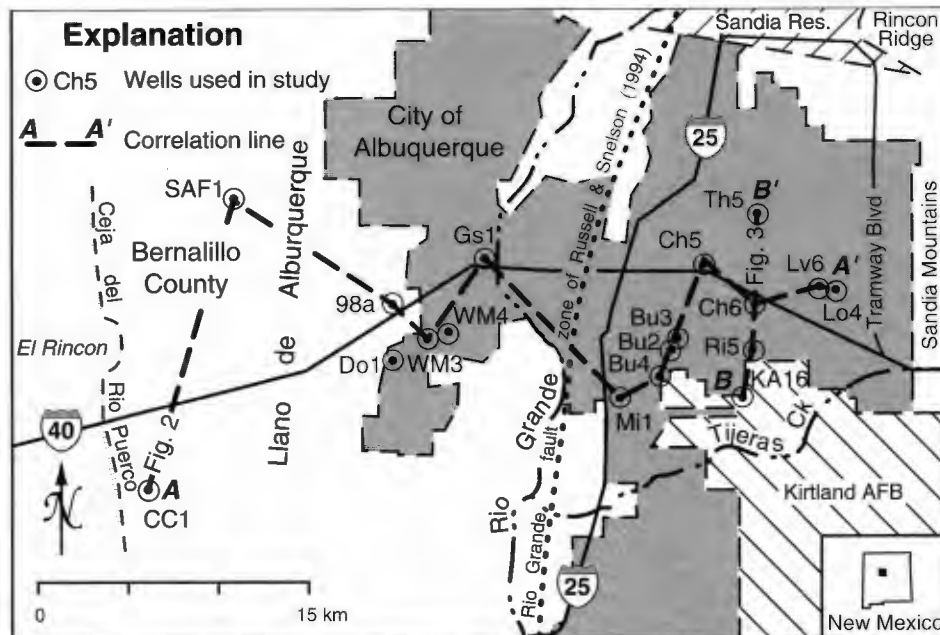 Explanation
Ch5 Wells used in study
A A' Correlation line
Sandia Res.
Rincon
Ridge
City of
Albuquerque
25
zone of Russell & Snelson (1994)
SAF1
Ceja del Rio Puerco
Bernalillo
County
Llano de Alburquerque
Gs1
Th5
B'
Fig. 3
Ch5
Lv6
A'
Lo4
Tramway Blvd
Sandia Mountains
98a
WM4
Ch6
El Rincon
Do1
WM3
Bu3
Bu2
Bu4
Ri5
B
KA16
Mi1
Tijeras Ck
40
Fig. 2
A
CC1
N
Rio Grande
Rio Grande fault
Kirtland AFB
25
0 15 km
New Mexico